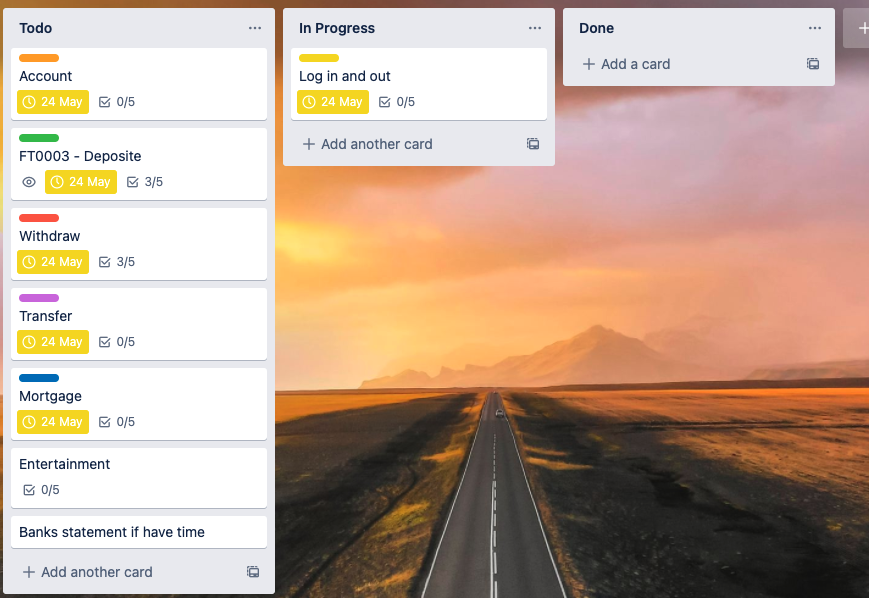 Todo
Account
24 May 0/5
FT0003 - Deposite
24 May 3/5
Withdraw
24 May 3/5
Transfer
24 May 0/5
Mortgage
24 May 0/5
Entertainment
0/5
Banks statement if have time
Add another card
In Progress
Log in and out
24 May 0/5
Add another card
Done
Add a card